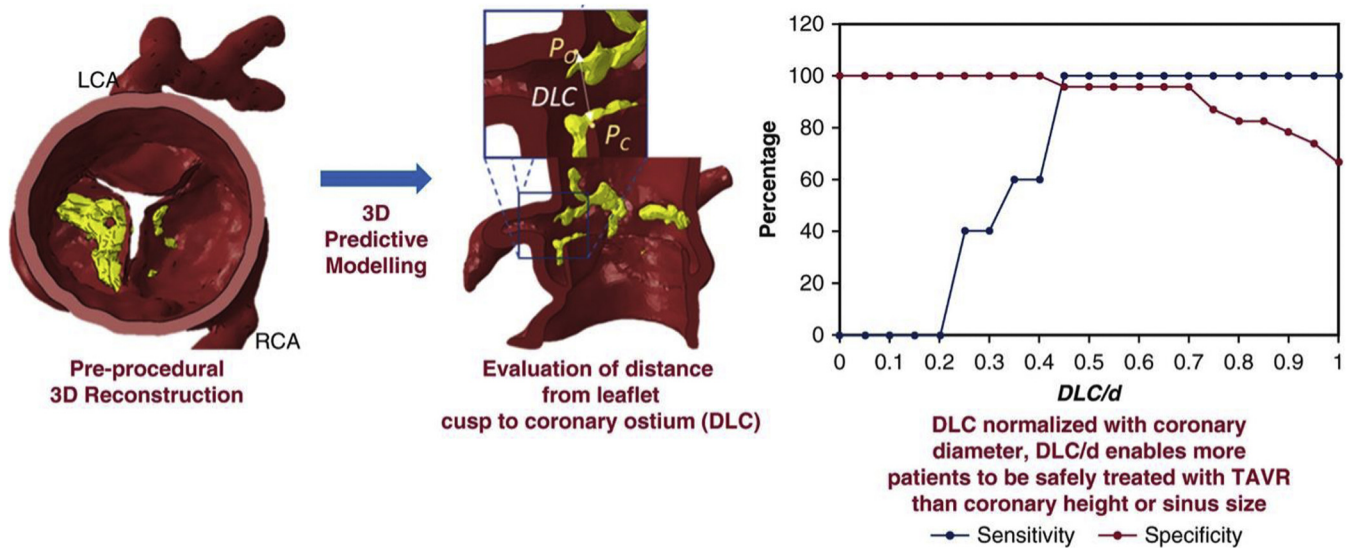 LCA
RCA
Pre-procedural
3D Reconstruction
3D
Predictive
Modelling
P_O
DLC
P_C
Evaluation of distance
from leaflet
cusp to coronary ostium (DLC)
Percentage
120
100
80
60
40
20
0
0 0.1 0.2 0.3 0.4 0.5 0.6 0.7 0.8 0.9 1
DLC/d
DLC normalized with coronary
diameter, DLC/d enables more
patients to be safely treated with TAVR
than coronary height or sinus size
Sensitivity Specificity